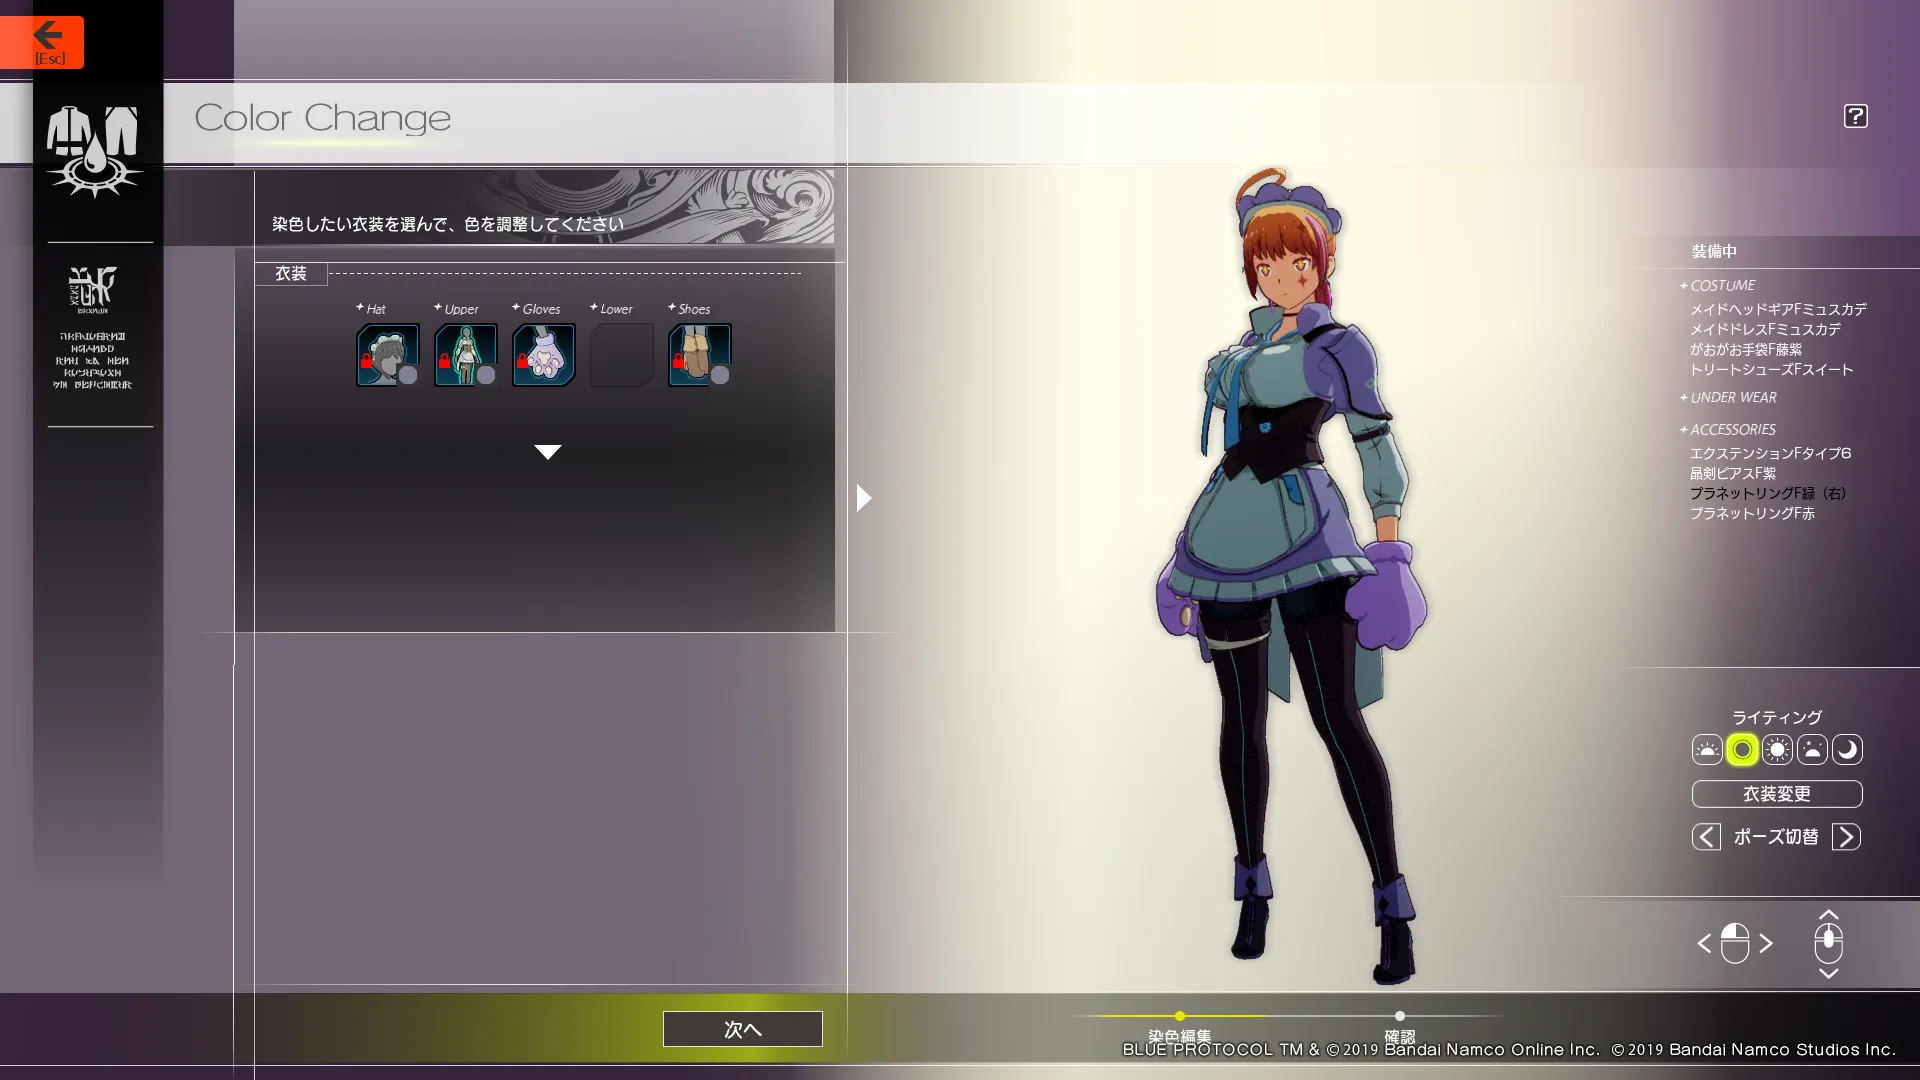 [Esc]
Color Change
?
染色したい衣装を選んで、色を調整してください
衣装
Hat
Upper
Gloves
Lower
Shoes
装備中
COSTUME
メイドヘッドギアFミュスカデ
メイドドレスFミュスカデ
がおがお手袋F藤紫
トリートシューズFスイート
UNDER WEAR
ACCESSORIES
エクステンションFタイプ6
晶剣ピアスF紫
プラネットリングF緑（右）
プラネットリングF赤
ライティング
衣装変更
ポーズ切替
次へ
染色編集
確認
BLUE PROTOCOL TM & ©2019 Bandai Namco Online Inc. ©2019 Bandai Namco Studios Inc.